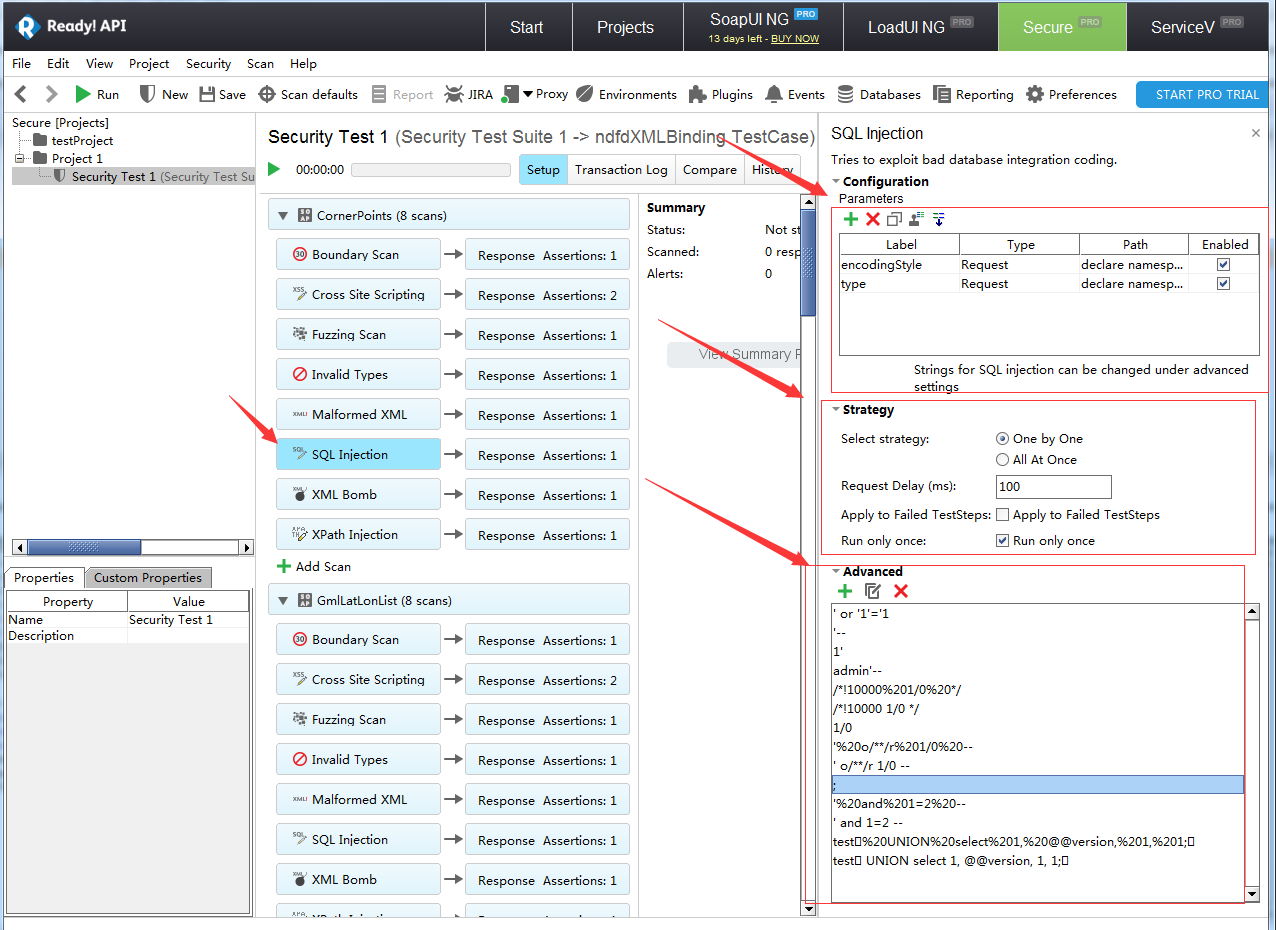 Ready! API
Start
Projects
SoapUI NG PRO
13 days left - BUY NOW
LoadUI NG PRO
Secure PRO
ServiceV PRO
File Edit View Project Security Scan Help
Run New Save Scan defaults Report JIRA Proxy Environments Plugins Events Databases Reporting Preferences START PRO TRIAL
Secure [Projects]
testProject
Project 1
Security Test 1 (Security Test Su
Properties Custom Properties
Property Value
Name Security Test 1
Description
Security Test 1 (Security Test Suite 1 -> ndfdXMLBinding TestCase)
00:00:00 Setup Transaction Log Compare History
CornerPoints (8 scans)
Boundary Scan Response Assertions: 1
Cross Site Scripting Response Assertions: 2
Fuzzing Scan Response Assertions: 1
Invalid Types Response Assertions: 1
Malformed XML Response Assertions: 1
SQL Injection Response Assertions: 1
XML Bomb Response Assertions: 1
XPath Injection Response Assertions: 1
Add Scan
GmlLatLonList (8 scans)
Boundary Scan Response Assertions: 1
Cross Site Scripting Response Assertions: 2
Fuzzing Scan Response Assertions: 1
Invalid Types Response Assertions: 1
Malformed XML Response Assertions: 1
SQL Injection Response Assertions: 1
XML Bomb Response Assertions: 1
Summary
Status: Not st
Scanned: 0 resp
Alerts: 0
View Summary R
SQL Injection
Tries to exploit bad database integration coding.
Configuration
Parameters
Label Type Path Enabled
encodingStyle Request declare namesp...
type Request declare namesp...
Strings for SQL injection can be changed under advanced
settings
Strategy
Select strategy: One by One
All At Once
Request Delay (ms): 100
Apply to Failed TestSteps: Apply to Failed TestSteps
Run only once: Run only once
Advanced
' or '1'='1
'--
1'
admin'--
/*!10000%201/0%20*/
/*!10000 1/0 */
1/0
'%20o/**/r%201/0%20--
' o/**/r 1/0 --
;
'%20and%201=2%20--
' and 1=2 --
test▯%20UNION%20select%201,%20@@version,%201,%201;▯
test▯ UNION select 1, @@version, 1, 1;▯